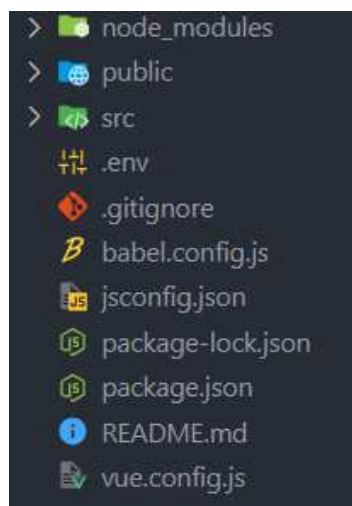 node_modules
public
src
.env
.gitignore
babel.config.js
jsconfig.json
package-lock.json
package.json
README.md
vue.config.js